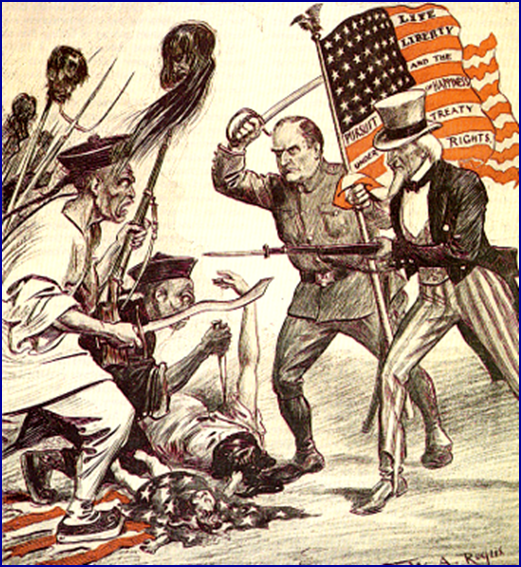 LIFE
LIBERTY
AND THE
PURSUIT OF HAPPINESS
UNDER TREATY
RIGHTS
W. A. Rogers